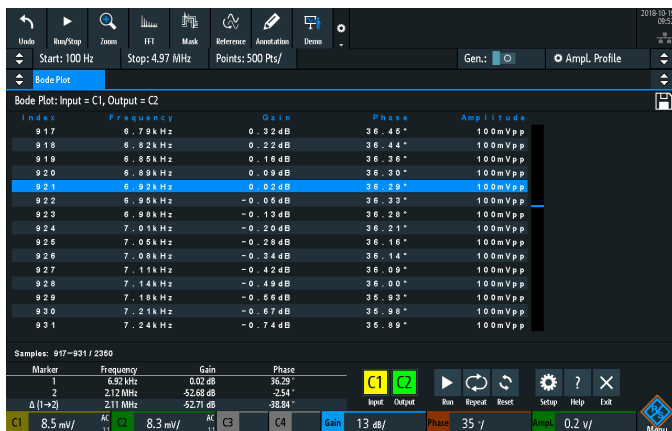 2018-10-19
09:53
Undo Run/Stop Zoom FFT Mask Reference Annotation Demo
Start: 100 Hz Stop: 4.97 MHz Points: 500 Pts/ Gen.: Ampl. Profile
Bode Plot
Bode Plot: Input = C1, Output = C2
Index Frequency Gain Phase Amplitude
917 6.79kHz 0.32dB 36.45° 100mVpp
918 6.82kHz 0.22dB 36.44° 100mVpp
919 6.85kHz 0.16dB 36.36° 100mVpp
920 6.89kHz 0.09dB 36.30° 100mVpp
921 6.92kHz 0.02dB 36.29° 100mVpp
922 6.95kHz -0.05dB 36.33° 100mVpp
923 6.98kHz -0.13dB 36.28° 100mVpp
924 7.01kHz -0.20dB 36.21° 100mVpp
925 7.05kHz -0.28dB 36.16° 100mVpp
926 7.08kHz -0.34dB 36.14° 100mVpp
927 7.11kHz -0.42dB 36.09° 100mVpp
928 7.14kHz -0.49dB 36.00° 100mVpp
929 7.18kHz -0.56dB 35.93° 100mVpp
930 7.21kHz -0.67dB 35.98° 100mVpp
931 7.24kHz -0.74dB 35.89° 100mVpp
Samples: 917-931 / 2350
Marker Frequency Gain Phase
1 6.92 kHz 0.02 dB 36.29 °
2 2.12 MHz -52.68 dB -2.54 °
Δ (1→2) 2.11 MHz -52.71 dB -38.84 °
C1 C2
Input Output Run Repeat Reset Setup Help Exit
C1 8.5 mV/ AC C2 8.3 mV/ AC C3 C4 Gain 13 dB/ Phase 35 °/ Ampl. 0.2 V/ Menu